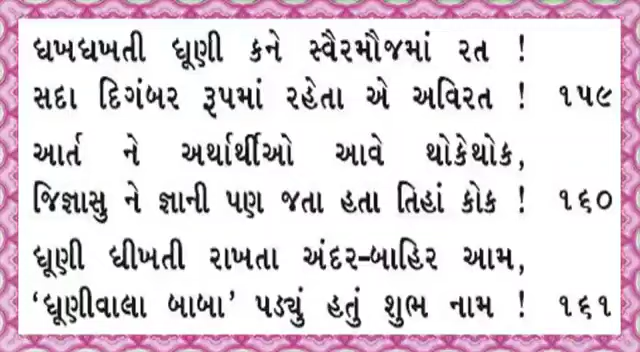 ધખધખતી ધૂણી કને સ્વૈરમૌજમાં રત !
સદા દિગંબર રૂપમાં રહેતા એ અવિરત ! ૧૫૯
આર્ત ને અર્થાર્થીઓ આવે થોકેથોક,
જિજ્ઞાસુ ને જ્ઞાની પણ જતા હતા તિહાં કોક ! ૧૬૦
ધૂણી ધીખતી રાખતા અંદર-બાહિર આમ,
‘ધૂણીવાલા બાબા’ પડ્યું હતું શુભ નામ ! ૧૬૧